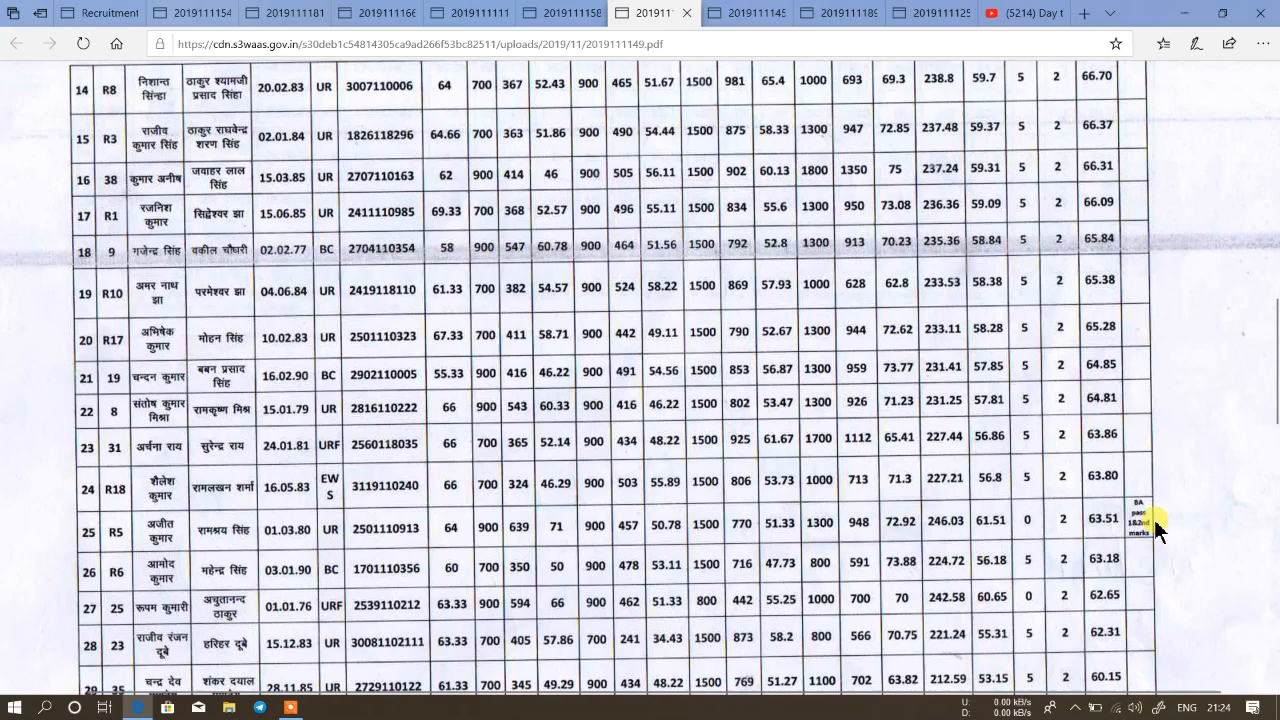 Recruitment 2019111154 2019111181 2019111166 2019111111 2019111158 201911 2019111149 2019111189 2019111125 (5214) Day t
https://cdn.s3waas.gov.in/s30deb1c54814305ca9ad266f53bc82511/uploads/2019/11/2019111149.pdf
14 R8 निशान्त सिंन्हा ठाकुर श्यामजी प्रसाद सिंहा 20.02.83 UR 3007110006 64 700 367 52.43 900 465 51.67 1500 981 65.4 1000 693 69.3 238.8 59.7 5 2 66.70
15 R3 राजीव कुमार सिंह ठाकुर राघवेन्द्र शरण सिंह 02.01.84 UR 1826118296 64.66 700 363 51.86 900 490 54.44 1500 875 58.33 1300 947 72.85 237.48 59.37 5 2 66.37
16 38 कुमार अनीष जवाहर लाल सिंह 15.03.85 UR 2707110163 62 900 414 46 900 505 56.11 1500 902 60.13 1800 1350 75 237.24 59.31 5 2 66.31
17 R1 रजनिश कुमार सिद्वेश्वर झा 15.06.85 UR 2411110985 69.33 700 368 52.57 900 496 55.11 1500 834 55.6 1300 950 73.08 236.36 59.09 5 2 66.09
18 9 गजेन्द्र सिंह वकील चौघरी 02.02.77 BC 2704110354 58 900 547 60.78 900 464 51.56 1500 792 52.8 1300 913 70.23 235.36 58.84 5 2 65.84
19 R10 अमर नाथ झा परमेश्वर झा 04.06.84 UR 2419118110 61.33 700 382 54.57 900 524 58.22 1500 869 57.93 1000 628 62.8 233.53 58.38 5 2 65.38
20 R17 अभिषेक कुमार मोहन सिंह 10.02.83 UR 2501110323 67.33 700 411 58.71 900 442 49.11 1500 790 52.67 1300 944 72.62 233.11 58.28 5 2 65.28
21 19 चन्दन कुमार बबन प्रसाद सिंह 16.02.90 BC 2902110005 55.33 900 416 46.22 900 491 54.56 1500 853 56.87 1300 959 73.77 231.41 57.85 5 2 64.85
22 8 संतोष कुमार मिश्रा रामकृष्ण मिश्र 15.01.79 UR 2816110222 66 900 543 60.33 900 416 46.22 1500 802 53.47 1300 926 71.23 231.25 57.81 5 2 64.81
23 31 अर्चना राय सुरेन्द्र राय 24.01.81 URF 2560118035 66 700 365 52.14 900 434 48.22 1500 925 61.67 1700 1112 65.41 227.44 56.86 5 2 63.86
24 R18 शैलेश कुमार रामलखन शर्मा 16.05.83 EW S 3119110240 66 700 324 46.29 900 503 55.89 1500 806 53.73 1000 713 71.3 227.21 56.8 5 2 63.80
25 R5 अजीत कुमार रामश्रय सिंह 01.03.80 UR 2501110913 64 900 639 71 900 457 50.78 1500 770 51.33 1300 948 72.92 246.03 61.51 0 2 63.51 BA pass 1&2nd marks
26 R6 आमोद कुमार महेन्द्र सिंह 03.01.90 BC 1701110356 60 700 350 50 900 478 53.11 1500 716 47.73 800 591 73.88 224.72 56.18 5 2 63.18
27 25 रूपम कुमारी अचुतानन्द ठाकुर 01.01.76 URF 2539110212 63.33 900 594 66 900 462 51.33 800 442 55.25 1000 700 70 242.58 60.65 0 2 62.65
28 23 राजीव रंजन दूबे हरिहर दूबे 15.12.83 UR 30081102111 63.33 700 405 57.86 700 241 34.43 1500 873 58.2 800 566 70.75 221.24 55.31 5 2 62.31
29 35 चन्द्र देव शंकर दयाल 28.11.85 UR 2729110122 61.33 700 345 49.29 900 434 48.22 1500 769 51.27 1100 702 63.82 212.59 53.15 5 2 60.15
U: 0.00 kB/s
D: 0.00 kB/s
ENG 21:24